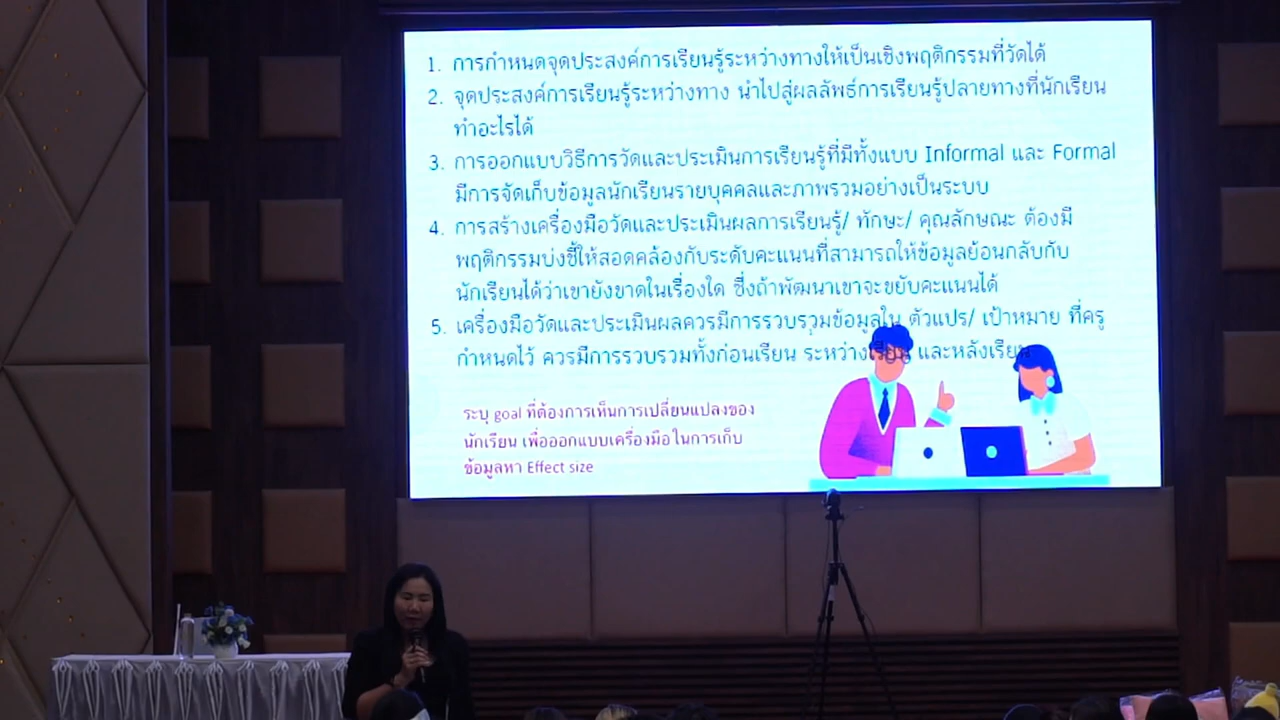 1. การกำหนดจุดประสงค์การเรียนรู้ระหว่างทางให้เป็นเชิงพฤติกรรมที่วัดได้
2. จุดประสงค์การเรียนรู้ระหว่างทาง นำไปสู่ผลลัพธ์การเรียนรู้ปลายทางที่นักเรียน
ทำอะไรได้
3. การออกแบบวิธีการวัดและประเมินการเรียนรู้ที่มีทั้งแบบ Informal และ Formal
มีการจัดเก็บข้อมูลนักเรียนรายบุคคลและภาพรวมอย่างเป็นระบบ
4. การสร้างเครื่องมือวัดและประเมินผลการเรียนรู้/ ทักษะ/ คุณลักษณะ ต้องมี
พฤติกรรมบ่งชี้ให้สอดคล้องกับระดับคะแนนที่สามารถให้ข้อมูลย้อนกลับกับ
นักเรียนได้ว่าเขายังขาดในเรื่องใด ซึ่งถ้าพัฒนาเขาจะขยับคะแนนได้
5. เครื่องมือวัดและประเมินผลควรมีการรวบรวมข้อมูลใน ตัวแปร/ เป้าหมาย ที่ครู
กำหนดไว้ ควรมีการรวบรวมทั้งก่อนเรียน ระหว่างเรียน และหลังเรียน
ระบุ goal ที่ต้องการเห็นการเปลี่ยนแปลงของ
นักเรียน เพื่อออกแบบเครื่องมือในการเก็บ
ข้อมูลหา Effect size